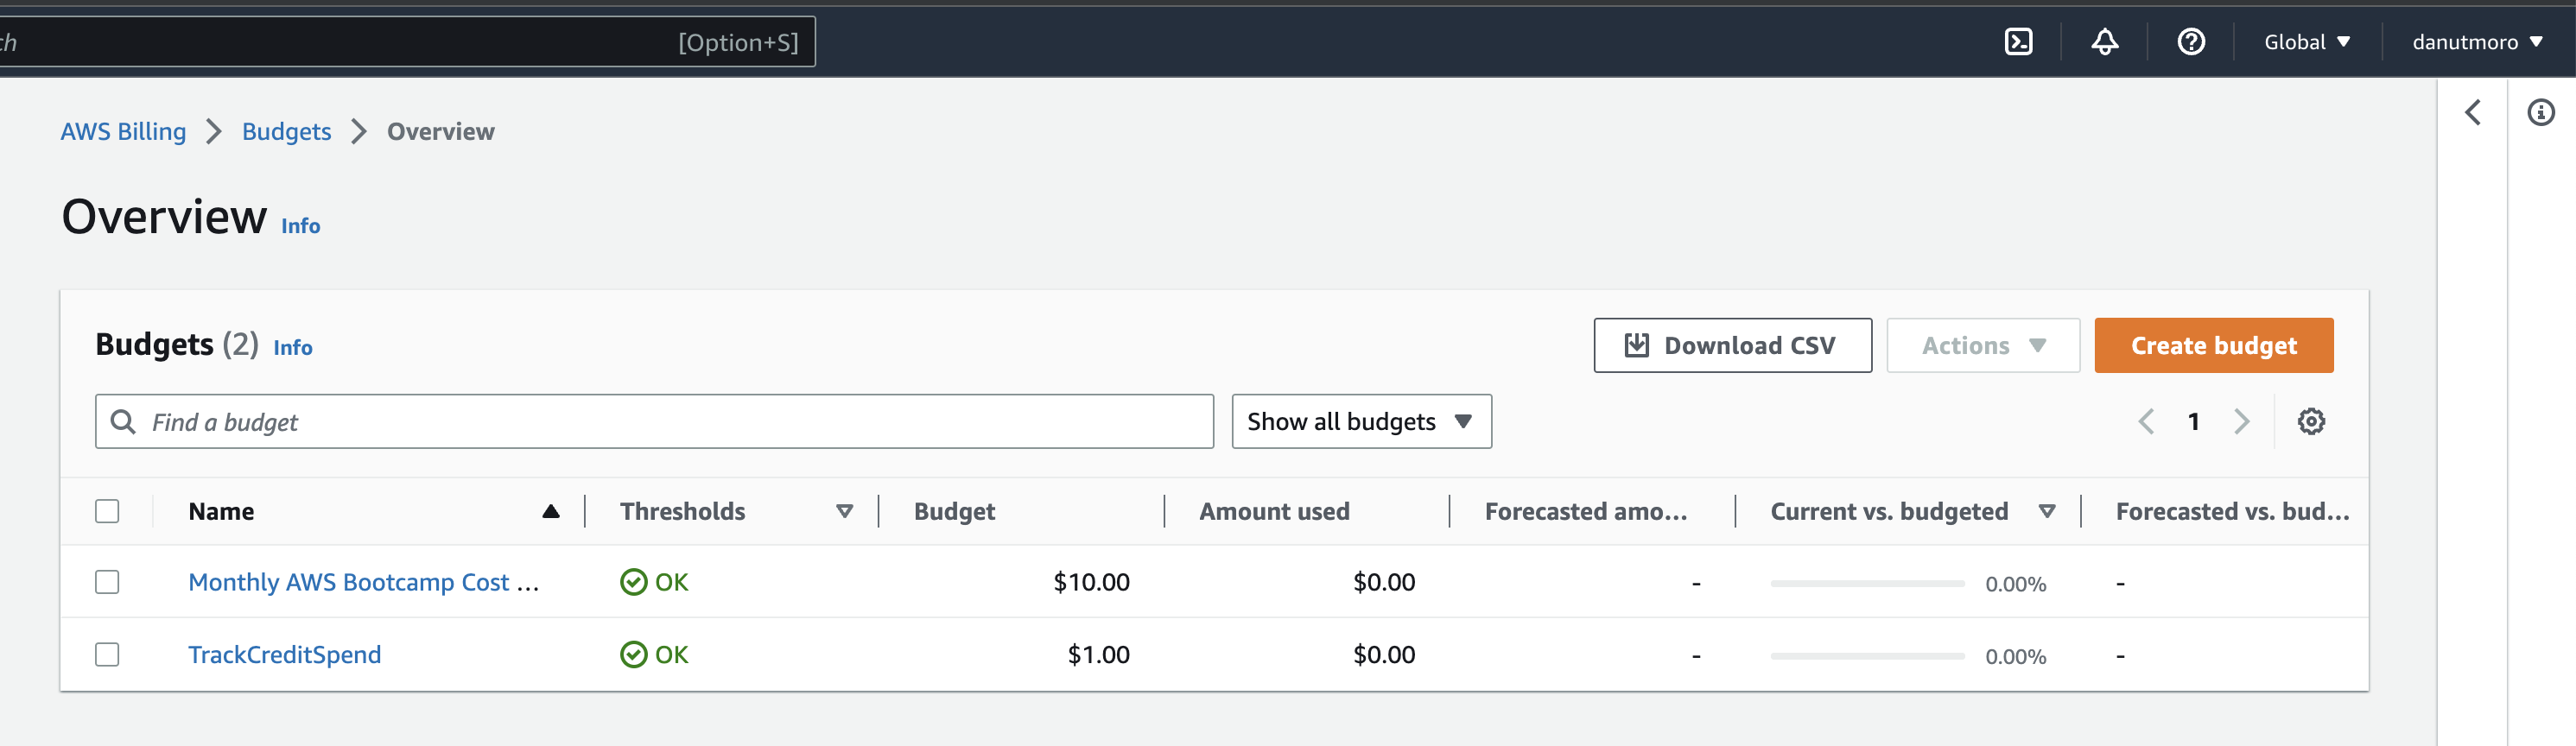 ch [Option+S] Global danutmoro
AWS Billing Budgets Overview
Overview Info
Budgets (2) Info Download CSV Actions Create budget
Find a budget Show all budgets 1
Name Thresholds Budget Amount used Forecasted amo... Current vs. budgeted Forecasted vs. bud...
Monthly AWS Bootcamp Cost ... OK $10.00 $0.00 - 0.00% -
TrackCreditSpend OK $1.00 $0.00 - 0.00% -